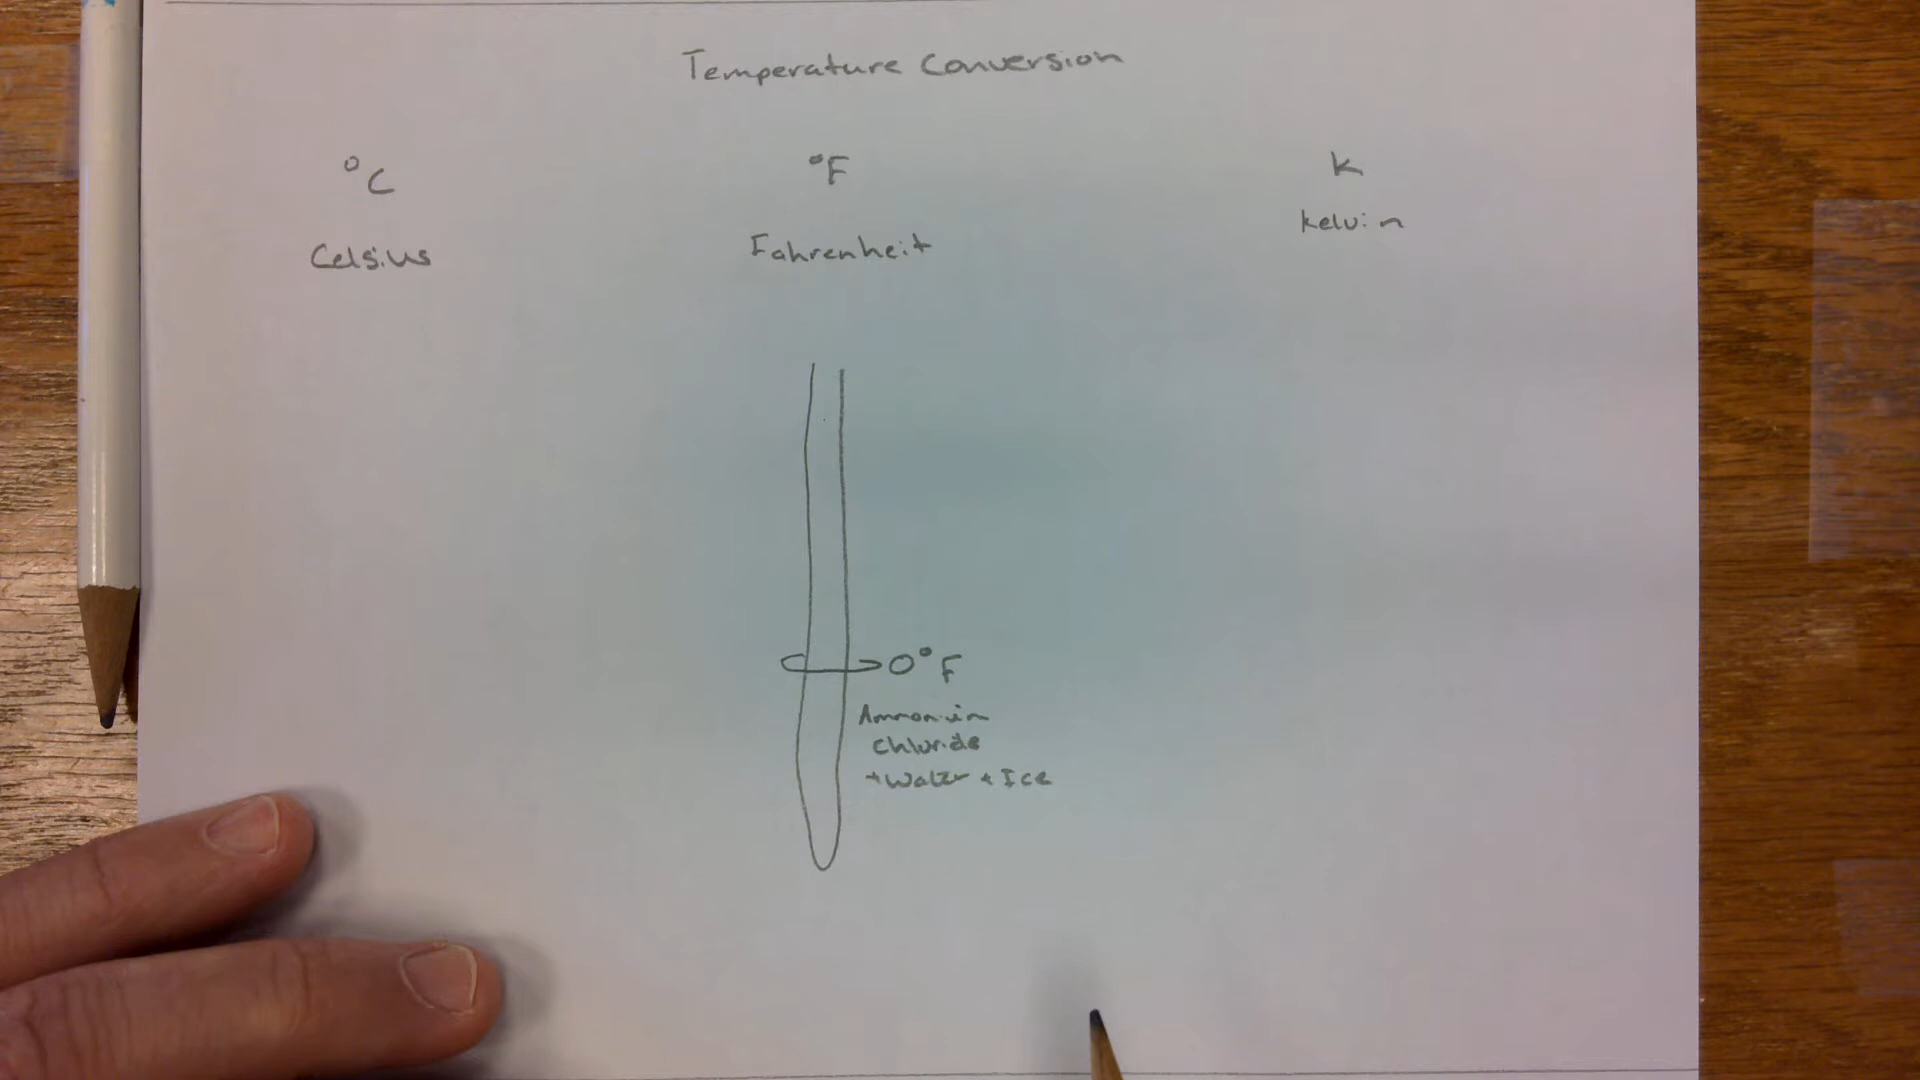 Temperature Conversion
°C
°F
K
Celsius
Fahrenheit
Kelvin
0°F
Ammonium
Chloride
+ Water + Ice